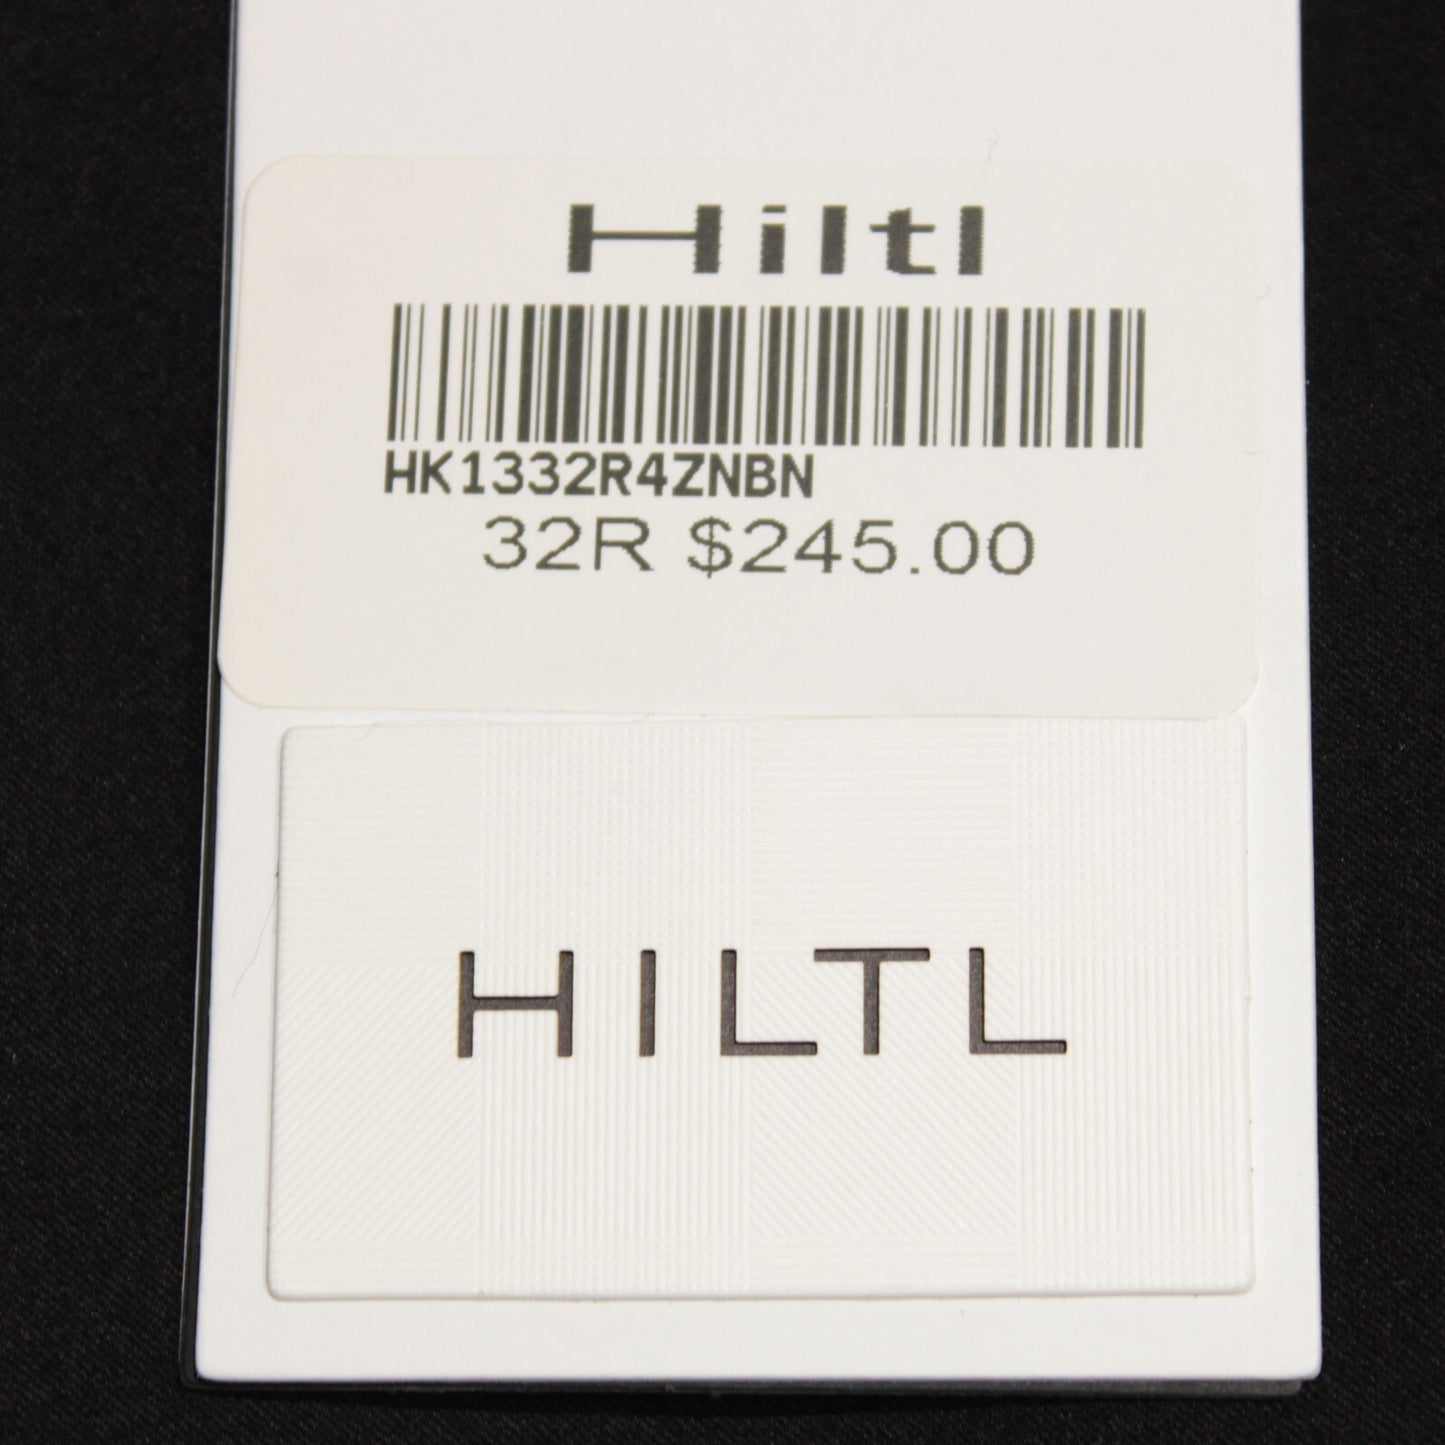 Hiltl
HK1332R4ZNBN
32R $245.00
HILTL